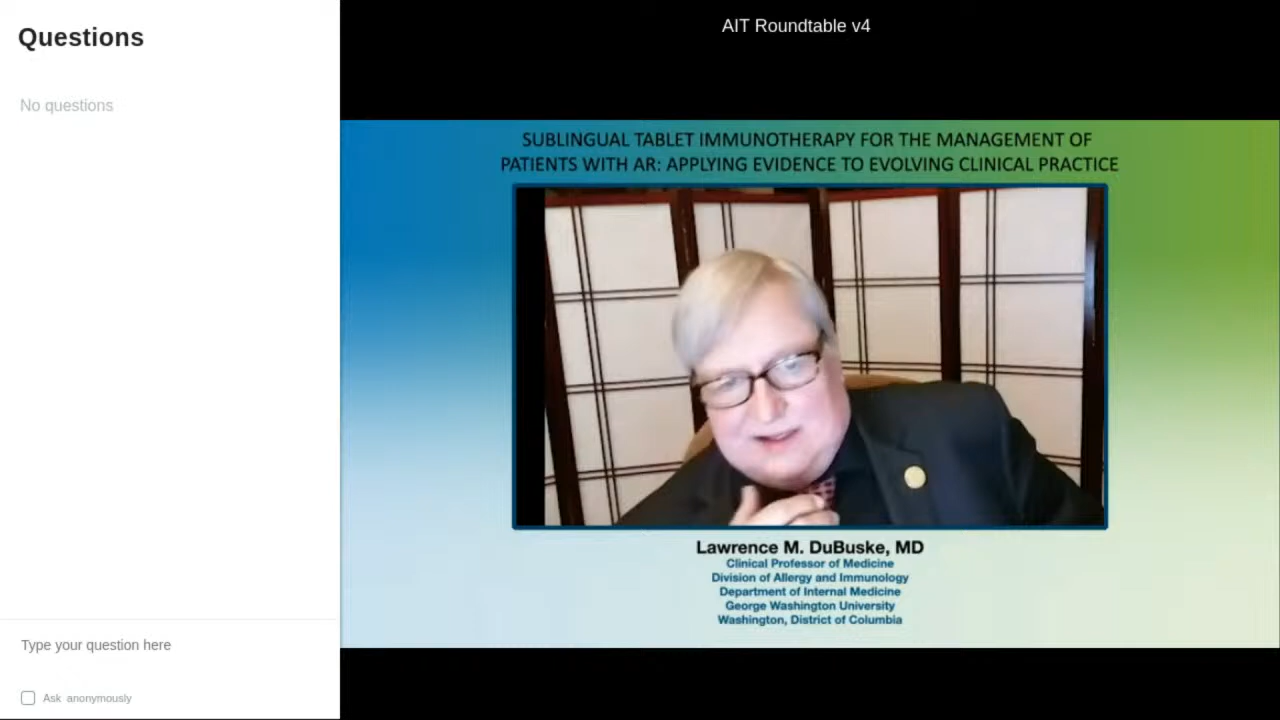 Questions
No questions
Type your question here
Ask anonymously
AIT Roundtable v4
SUBLINGUAL TABLET IMMUNOTHERAPY FOR THE MANAGEMENT OF
PATIENTS WITH AR: APPLYING EVIDENCE TO EVOLVING CLINICAL PRACTICE
Lawrence M. DuBuske, MD
Clinical Professor of Medicine
Division of Allergy and Immunology
Department of Internal Medicine
George Washington University
Washington, District of Columbia